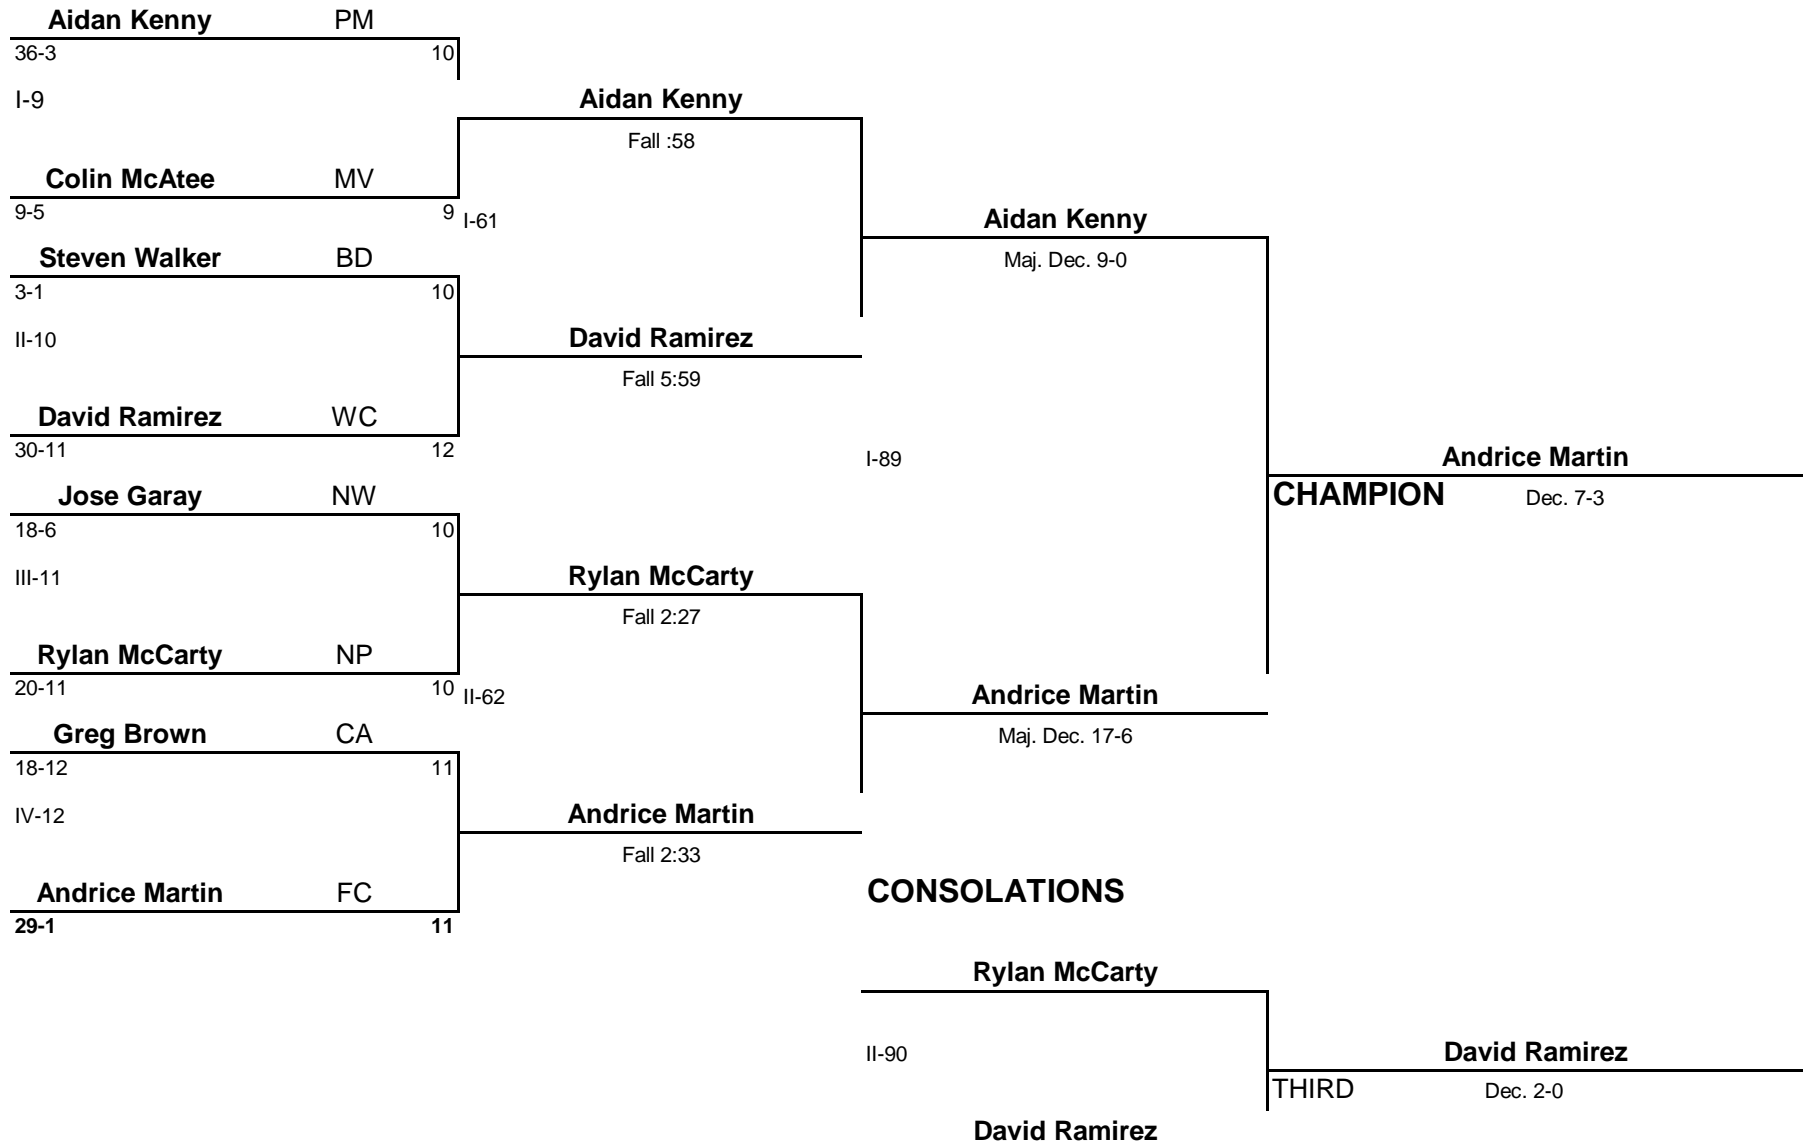 Aidan Kenny PM
36-3 10
I-9
Aidan Kenny
Fall :58
Colin McAtee MV
9-5 9
I-61
Aidan Kenny
Maj. Dec. 9-0
Steven Walker BD
3-1 10
II-10
David Ramirez
Fall 5:59
David Ramirez WC
30-11 12
I-89
Andrice Martin
CHAMPION Dec. 7-3
Jose Garay NW
18-6 10
III-11
Rylan McCarty
Fall 2:27
Rylan McCarty NP
20-11 10
II-62
Andrice Martin
Maj. Dec. 17-6
Greg Brown CA
18-12 11
IV-12
Andrice Martin
Fall 2:33
Andrice Martin FC
29-1 11
CONSOLATIONS
Rylan McCarty
II-90
David Ramirez
THIRD Dec. 2-0
David Ramirez